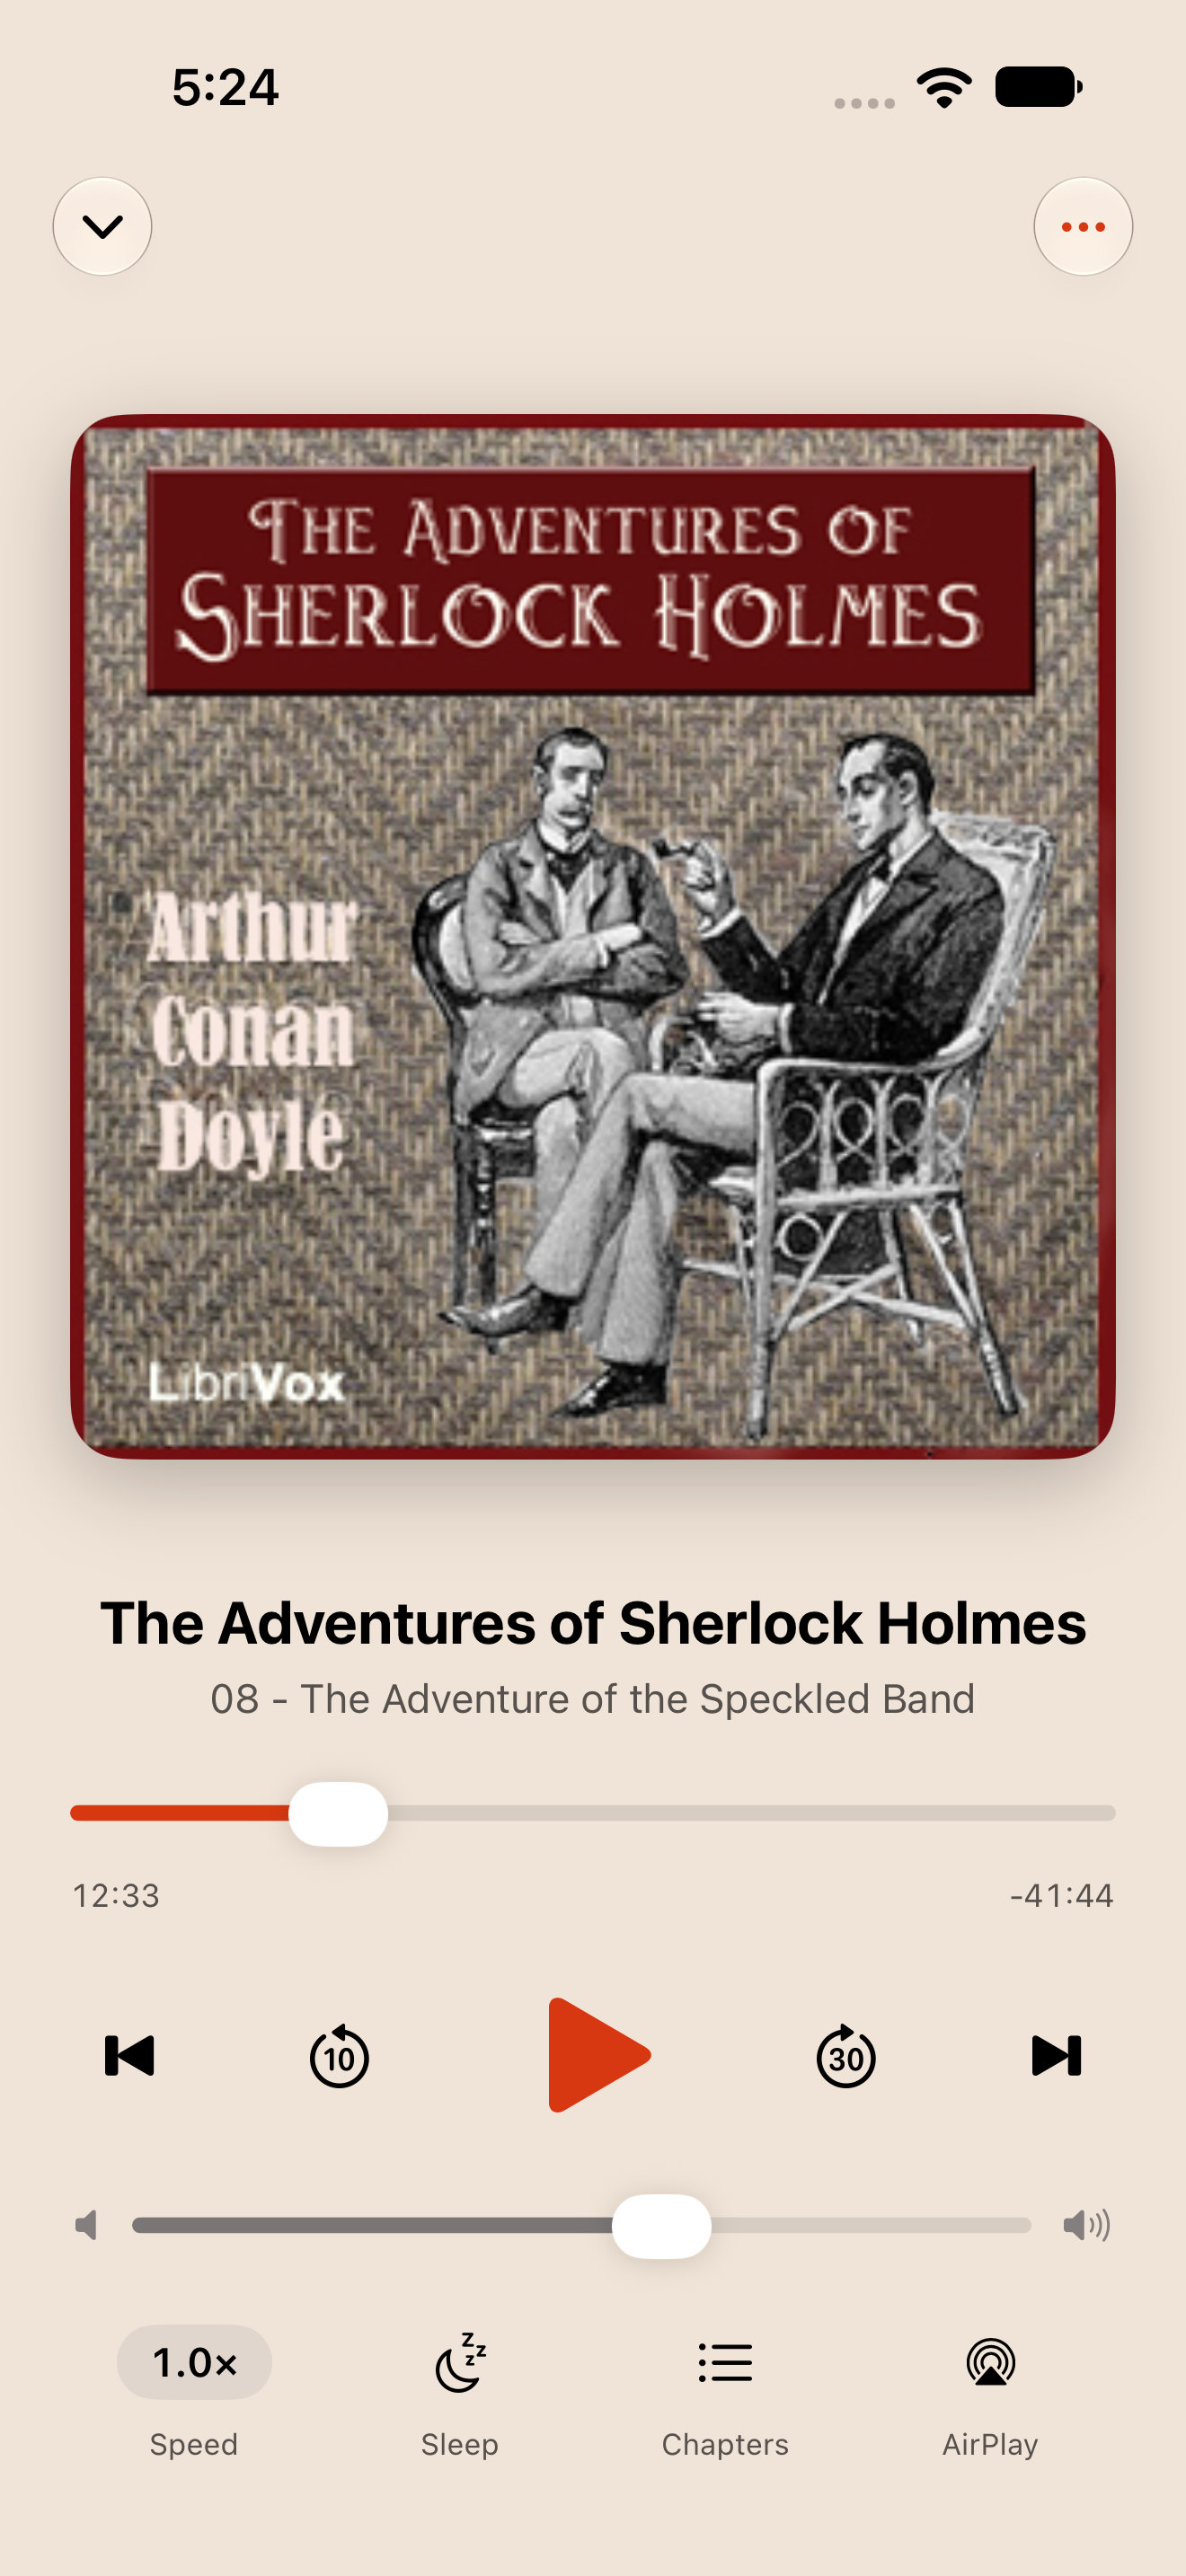 5:24
The Adventures of
Sherlock Holmes
Arthur
Conan
Doyle
LibriVox
The Adventures of Sherlock Holmes
08 - The Adventure of the Speckled Band
12:33 -41:44
10 30
1.0×
z z z
Speed Sleep Chapters AirPlay